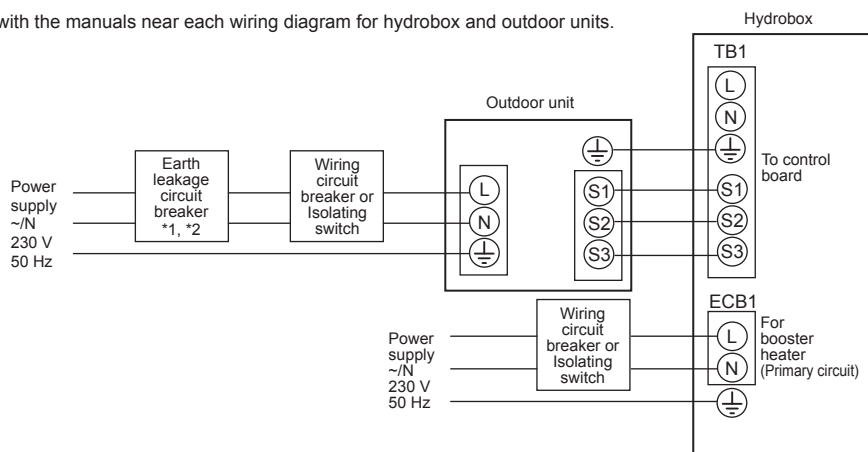 with the manuals near each wiring diagram for hydrobox and outdoor units.
Hydrobox
TB1
L
N
To control
board
S1
S2
S3
Outdoor unit
S1
S2
S3
L
N
Earth
leakage
circuit
breaker
*1, *2
Wiring
circuit
breaker or
Isolating
switch
Power
supply
~/N
230 V
50 Hz
ECB1
L
N
For
booster
heater
(Primary circuit)
Wiring
circuit
breaker or
Isolating
switch
Power
supply
~/N
230 V
50 Hz